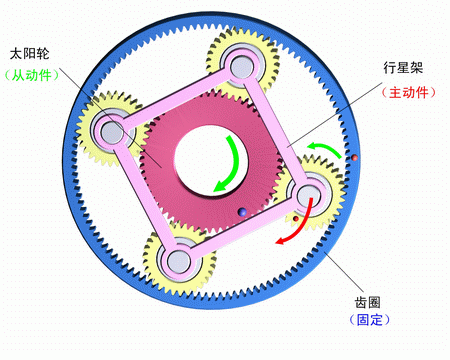 太阳轮
（从动件）
行星架
（主动件）
齿圈
（固定）